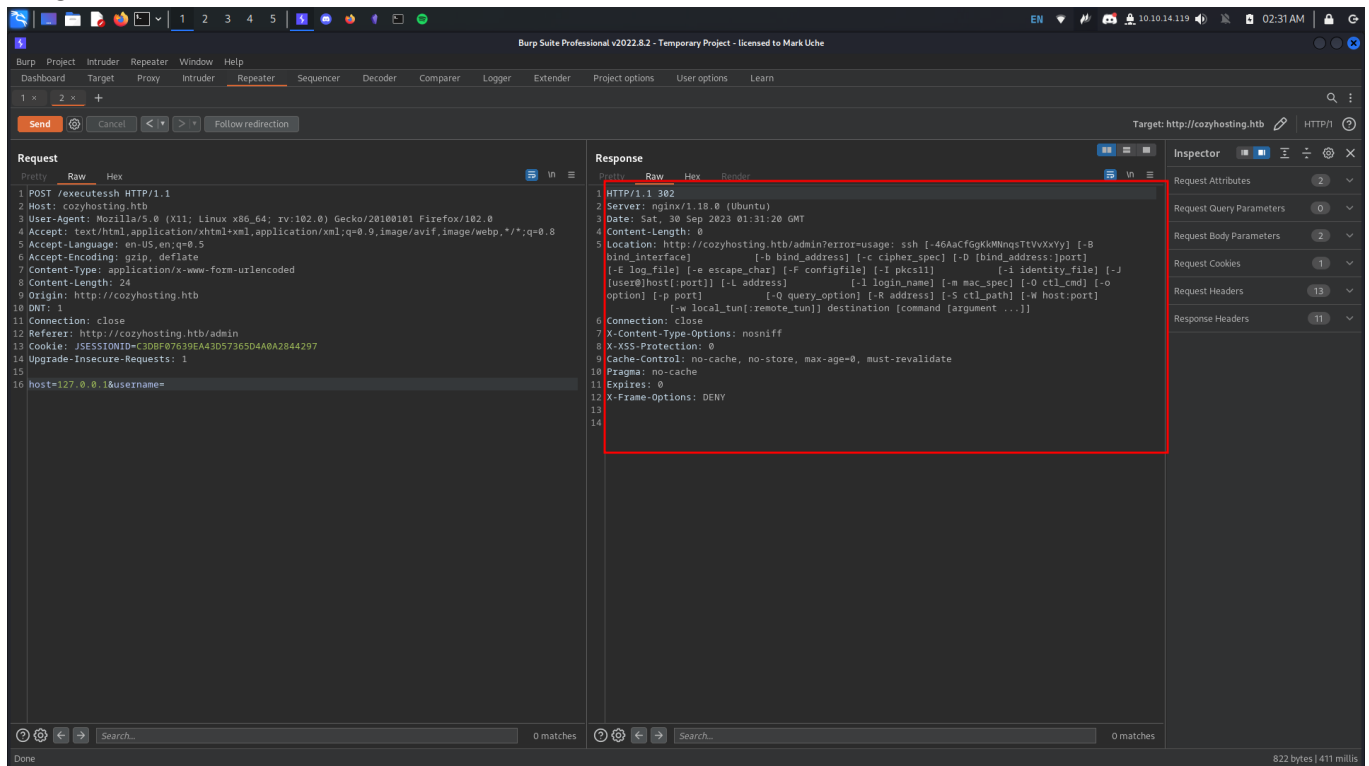 1 2 3 4 5 EN 10.10.14.119 02:31 AM
Burp Suite Professional v2022.8.2 - Temporary Project - licensed to Mark Uche
Burp Project Intruder Repeater Window Help
Dashboard Target Proxy Intruder Repeater Sequencer Decoder Comparer Logger Extender Project options User options Learn
1 × 2 × +
Send Cancel < > Follow redirection Target: http://cozyhosting.htb HTTP/1
Request
Pretty Raw Hex \n
1 POST /executessh HTTP/1.1
2 Host: cozyhosting.htb
3 User-Agent: Mozilla/5.0 (X11; Linux x86_64; rv:102.0) Gecko/20100101 Firefox/102.0
4 Accept: text/html,application/xhtml+xml,application/xml;q=0.9,image/avif,image/webp,*/*;q=0.8
5 Accept-Language: en-US,en;q=0.5
6 Accept-Encoding: gzip, deflate
7 Content-Type: application/x-www-form-urlencoded
8 Content-Length: 24
9 Origin: http://cozyhosting.htb
10 DNT: 1
11 Connection: close
12 Referer: http://cozyhosting.htb/admin
13 Cookie: JSESSIONID=C3DBF07639EA43D57365D4A0A2844297
14 Upgrade-Insecure-Requests: 1
15
16 host=127.0.0.1&username=
Search... 0 matches
Response
Pretty Raw Hex Render \n
1 HTTP/1.1 302
2 Server: nginx/1.18.0 (Ubuntu)
3 Date: Sat, 30 Sep 2023 01:31:20 GMT
4 Content-Length: 0
5 Location: http://cozyhosting.htb/admin?error=usage: ssh [-46AaCfGgKkMNnqsTtVvXxYy] [-B
bind_interface] [-b bind_address] [-c cipher_spec] [-D [bind_address:]port]
[-E log_file] [-e escape_char] [-F configfile] [-I pkcs11] [-i identity_file] [-J
[user@]host[:port]] [-L address] [-l login_name] [-m mac_spec] [-O ctl_cmd] [-o
option] [-p port] [-Q query_option] [-R address] [-S ctl_path] [-W host:port]
[-w local_tun[:remote_tun]] destination [command [argument ...]]
6 Connection: close
7 X-Content-Type-Options: nosniff
8 X-XSS-Protection: 0
9 Cache-Control: no-cache, no-store, max-age=0, must-revalidate
10 Pragma: no-cache
11 Expires: 0
12 X-Frame-Options: DENY
13
14
Search... 0 matches
Inspector
Request Attributes 2
Request Query Parameters 0
Request Body Parameters 2
Request Cookies 1
Request Headers 13
Response Headers 11
Done 822 bytes | 411 millis